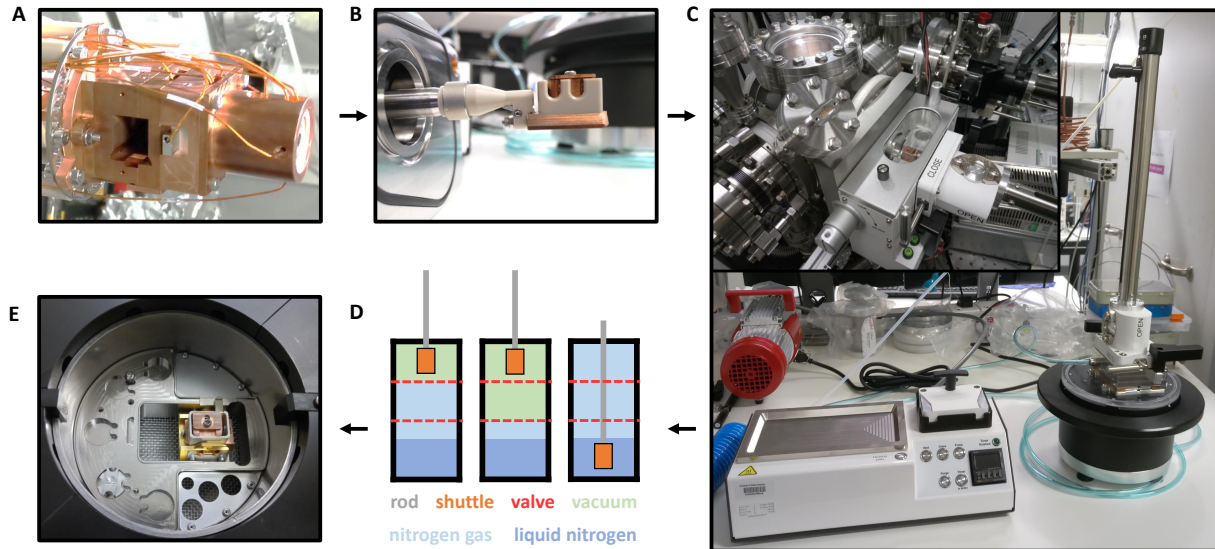 A
B
C
CLOSE
OPEN
E
D
OPEN
rod shuttle valve vacuum
nitrogen gas liquid nitrogen